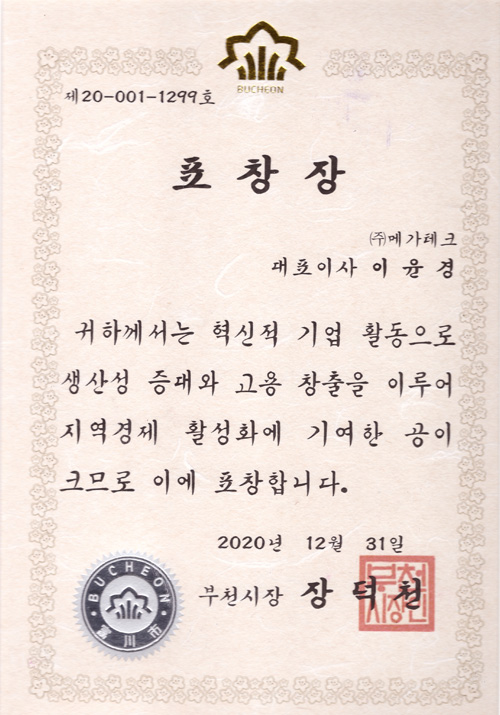 BUCHEON
제20-001-1299호
표 창 장
㈜메가테크
대표이사 이 윤 경
귀하께서는 혁신적 기업 활동으로
생산성 증대와 고용 창출을 이루어
지역경제 활성화에 기여한 공이
크므로 이에 표창합니다.
2020년 12월 31일
부천시장 장 덕 천
부천
시장인
BUCHEON
富川市